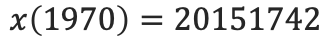 x(1970) = 20151742